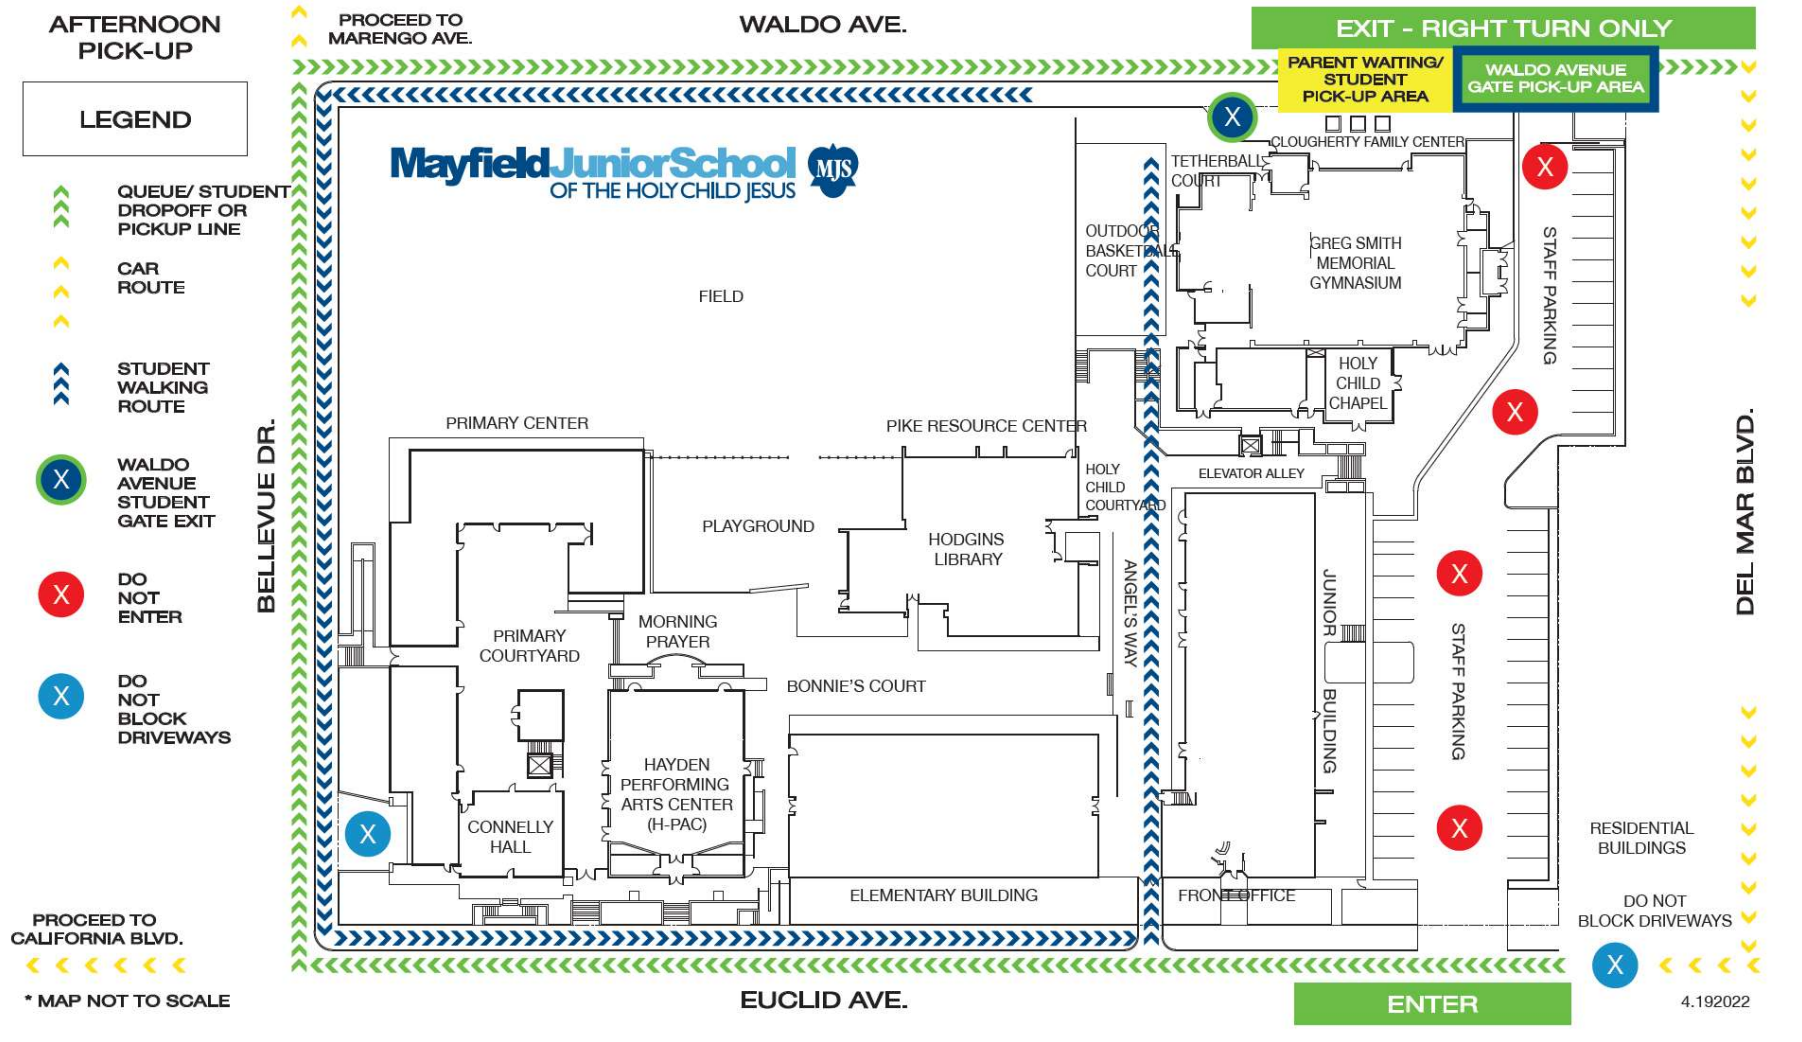 AFTERNOON
PICK-UP
LEGEND
QUEUE/ STUDENT
DROPOFF OR
PICKUP LINE
CAR
ROUTE
STUDENT
WALKING
ROUTE
X
WALDO
AVENUE
STUDENT
GATE EXIT
X
DO
NOT
ENTER
X
DO
NOT
BLOCK
DRIVEWAYS
PROCEED TO
CALIFORNIA BLVD.
* MAP NOT TO SCALE
PROCEED TO
MARENGO AVE.
WALDO AVE.
EXIT - RIGHT TURN ONLY
PARENT WAITING/
STUDENT
PICK-UP AREA
WALDO AVENUE
GATE PICK-UP AREA
X
CLOUGHERTY FAMILY CENTER
X
Mayfield Junior School
OF THE HOLY CHILD JESUS
MJS
TETHERBALL
COURT
OUTDOOR
BASKETBALL
COURT
GREG SMITH
MEMORIAL
GYMNASIUM
STAFF PARKING
FIELD
HOLY
CHILD
CHAPEL
X
BELLEVUE DR.
PRIMARY CENTER
PIKE RESOURCE CENTER
DEL MAR BLVD.
HOLY
CHILD
COURTYARD
ELEVATOR ALLEY
PLAYGROUND
HODGINS
LIBRARY
ANGEL'S WAY
JUNIOR BUILDING
X
STAFF PARKING
MORNING
PRAYER
PRIMARY
COURTYARD
BONNIE'S COURT
HAYDEN
PERFORMING
ARTS CENTER
(H-PAC)
X
CONNELLY
HALL
X
RESIDENTIAL
BUILDINGS
ELEMENTARY BUILDING
FRONT OFFICE
DO NOT
BLOCK DRIVEWAYS
X
EUCLID AVE.
ENTER
4.192022